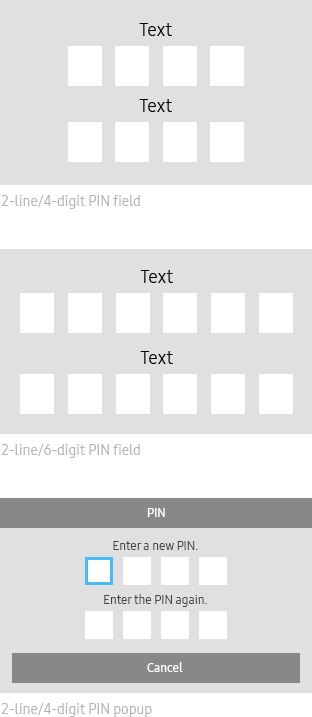 Text
Text
2-line/4-digit PIN field
Text
Text
2-line/6-digit PIN field
PIN
Enter a new PIN.
Enter the PIN again.
Cancel
2-line/4-digit PIN popup